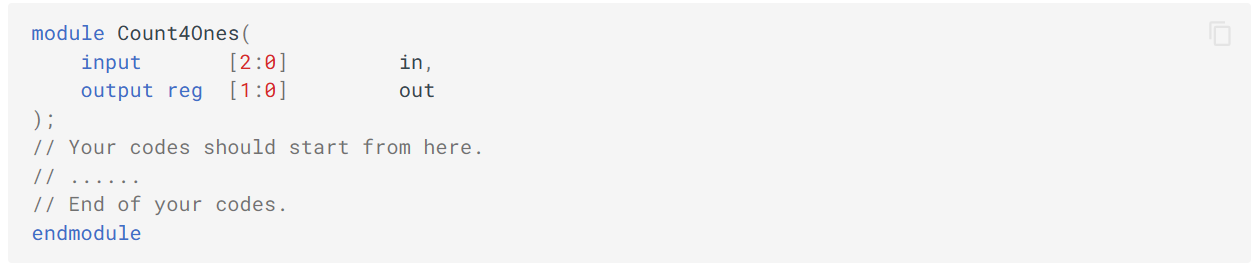 module Count4Ones(
    input       [2:0]         in,
    output reg  [1:0]         out
);
// Your codes should start from here.
// ......
// End of your codes.
endmodule